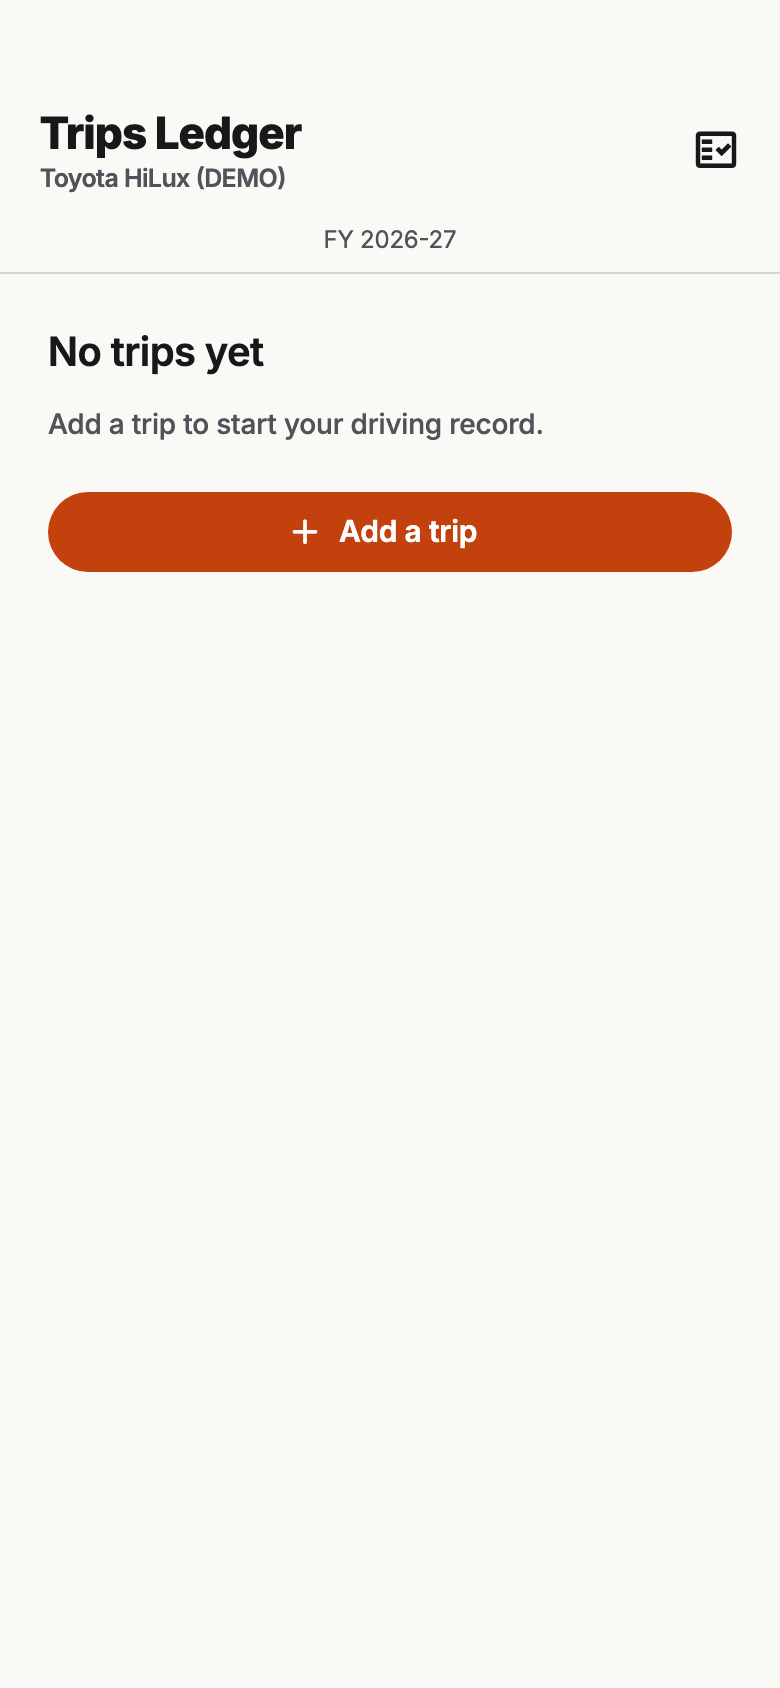 Trips Ledger
Toyota HiLux (DEMO)
FY 2026-27
No trips yet
Add a trip to start your driving record.
Add a trip